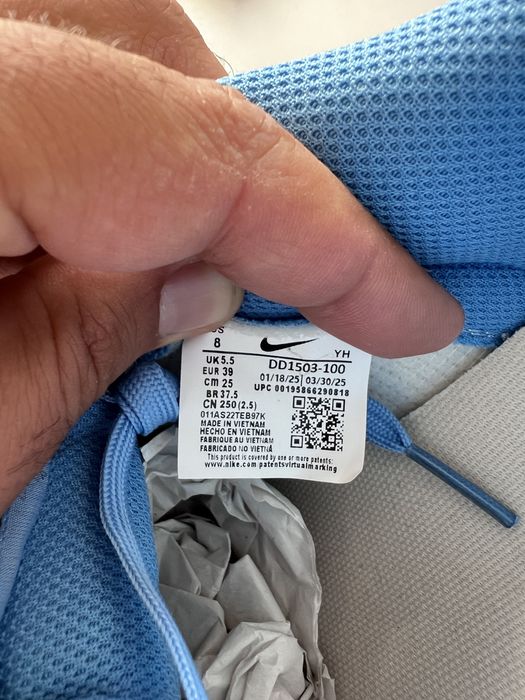 8 YH
UK 5.5 DD1503-100
EUR 39 01/18/25 | 03/30/25
cm 25 UPC 00195866290818
BR 37.5
CN 250 (2.5)
011AS22TEB97K
MADE IN VIETNAM
HECHO EN VIETNAM
FABRIQUE AU VIETNAM
FABRICADO NO VIETNÃ
This product is covered by one or more patents:
www.nike.com patentsvirtualmarking